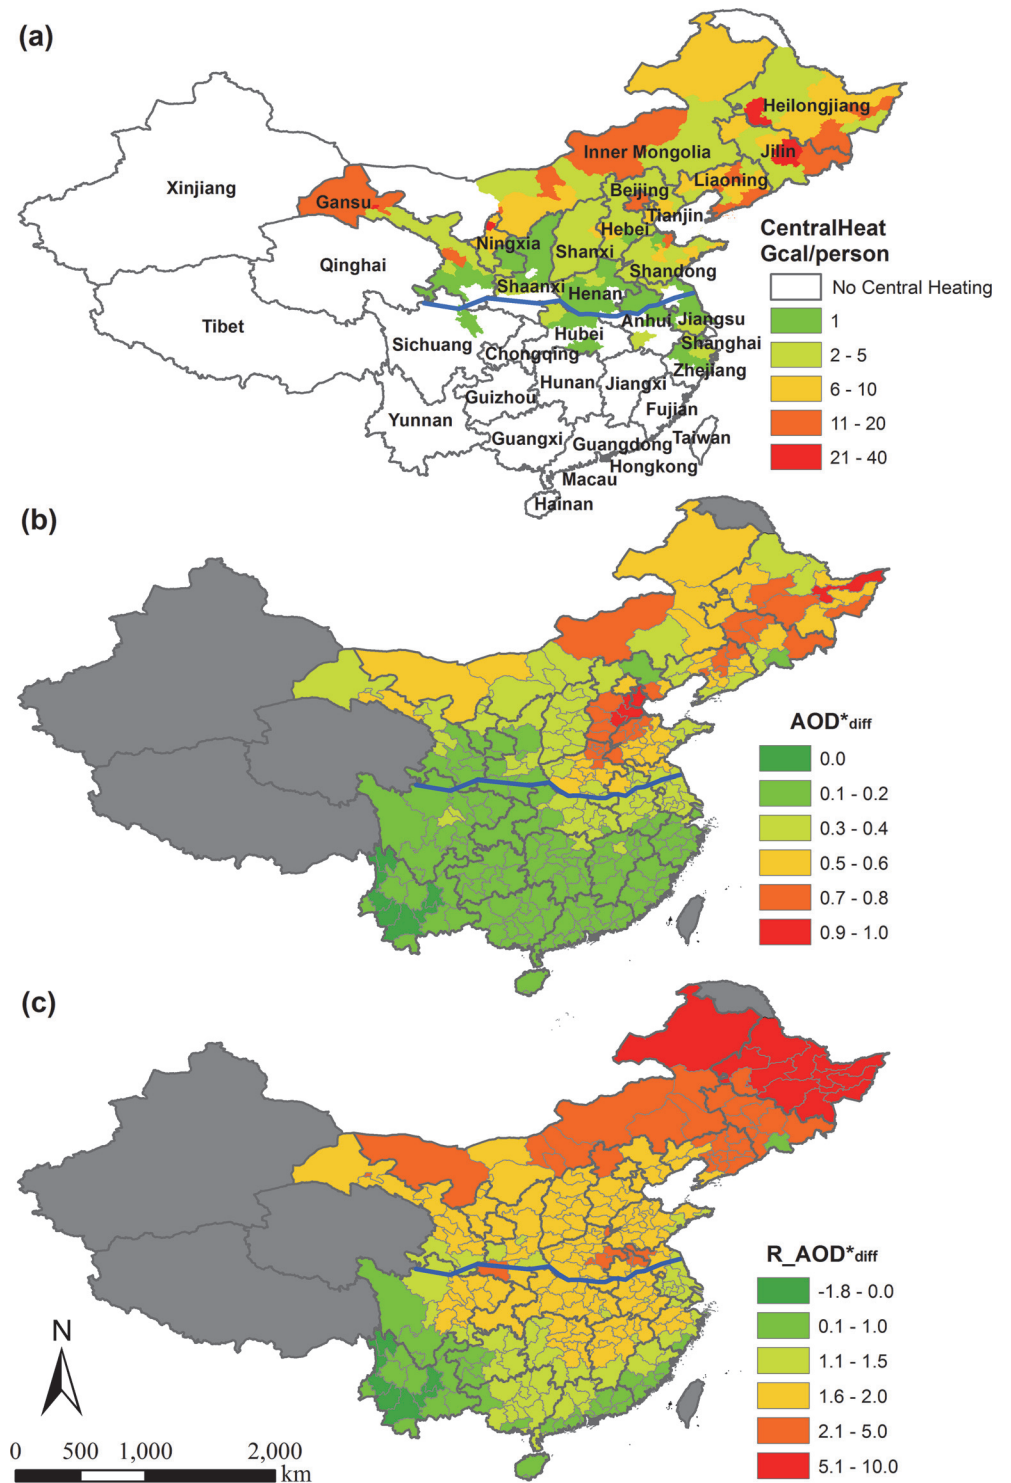 (a)
Xinjiang
Gansu
Qinghai
Tibet
Inner Mongolia
Heilongjiang
Jilin
Liaoning
Beijing
Tianjin
Hebei
Ningxia
Shanxi
Shandong
Shaanxi
Henan
Anhui
Jiangsu
Sichuan
Hubei
Shanghai
Chongqing
Zhejiang
Hunan
Jiangxi
Guizhou
Fujian
Yunnan
Guangxi
Guangdong
Taiwan
Hongkong
Macau
Hainan
CentralHeat
Gcal/person
No Central Heating
1
2 - 5
6 - 10
11 - 20
21 - 40
(b)
AOD*diff
0.0
0.1 - 0.2
0.3 - 0.4
0.5 - 0.6
0.7 - 0.8
0.9 - 1.0
(c)
R_AOD*diff
-1.8 - 0.0
0.1 - 1.0
1.1 - 1.5
1.6 - 2.0
2.1 - 5.0
5.1 - 10.0
N
0 500 1,000 2,000
km